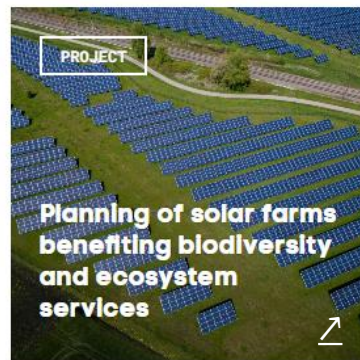 PROJECT
Planning of solar farms
benefiting biodiversity
and ecosystem
services